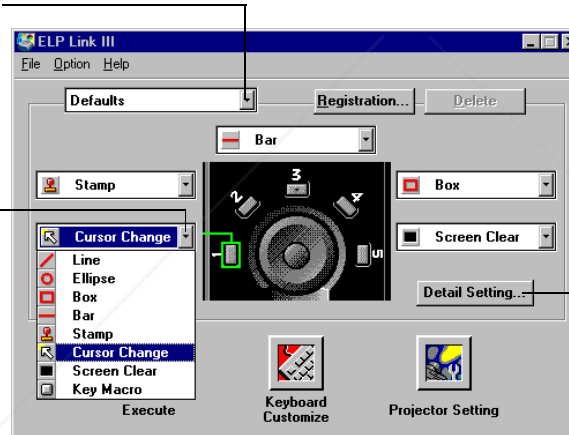 ELP Link III
File Option Help
Defaults
Registration...
Delete
Bar
Stamp
Box
Cursor Change
Screen Clear
1
2
3
4
5
Line
Ellipse
Box
Bar
Stamp
Cursor Change
Screen Clear
Key Macro
Detail Setting...
Execute
Keyboard
Customize
Projector Setting